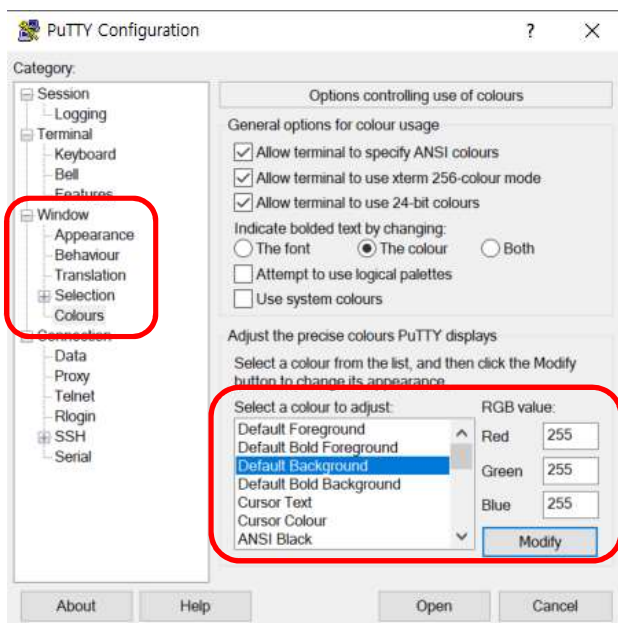 PuTTY Configuration ? ×
Category:
Session
Logging
Terminal
Keyboard
Bell
Features
Window
Appearance
Behaviour
Translation
Selection
Colours
Connection
Data
Proxy
Telnet
Rlogin
SSH
Serial
Options controlling use of colours
General options for colour usage
Allow terminal to specify ANSI colours
Allow terminal to use xterm 256-colour mode
Allow terminal to use 24-bit colours
Indicate bolded text by changing:
The font The colour Both
Attempt to use logical palettes
Use system colours
Adjust the precise colours PuTTY displays
Select a colour from the list, and then click the Modify
button to change its appearance
Select a colour to adjust:
Default Foreground
Default Bold Foreground
Default Background
Default Bold Background
Cursor Text
Cursor Colour
ANSI Black
RGB value:
Red 255
Green 255
Blue 255
Modify
About Help Open Cancel